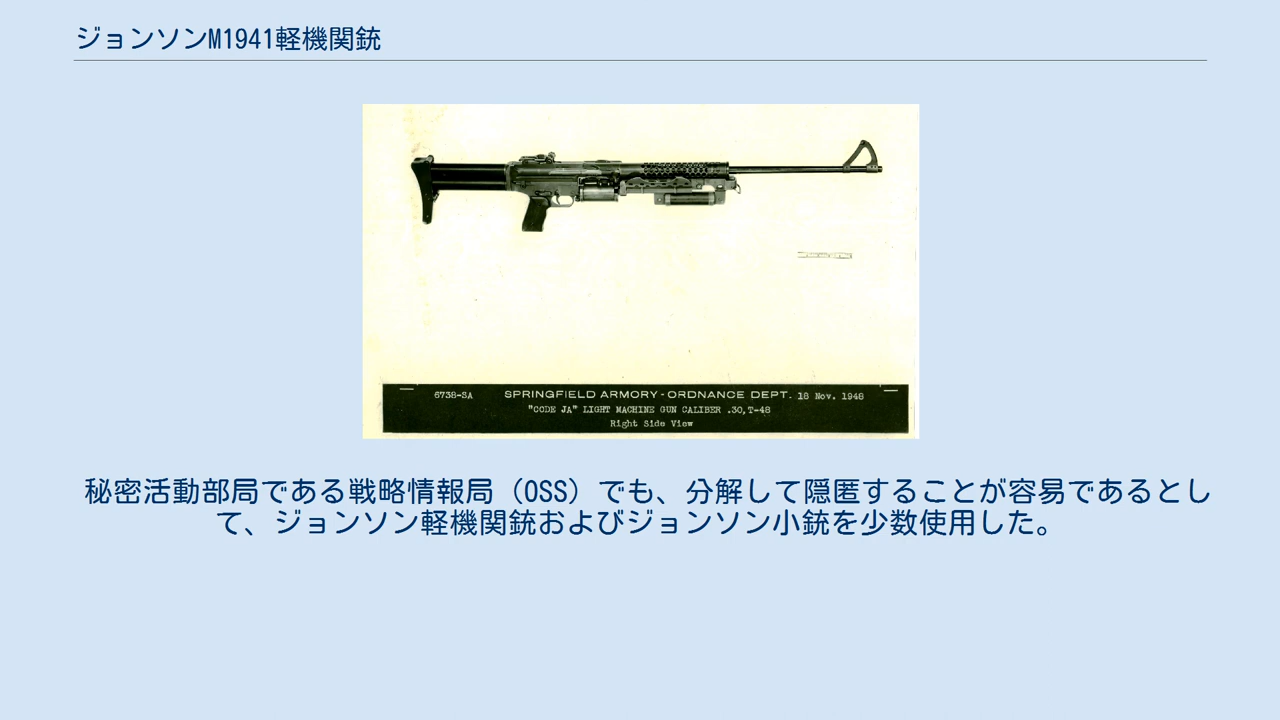 ジョンソンM1941軽機関銃
6738-SA SPRINGFIELD ARMORY - ORDNANCE DEPT. 18 Nov. 1948
"CODE JA" LIGHT MACHINE GUN CALIBER .30,T-48
Right Side View
秘密活動部局である戦略情報局（OSS）でも、分解して隠匿することが容易であるとし
て、ジョンソン軽機関銃およびジョンソン小銃を少数使用した。